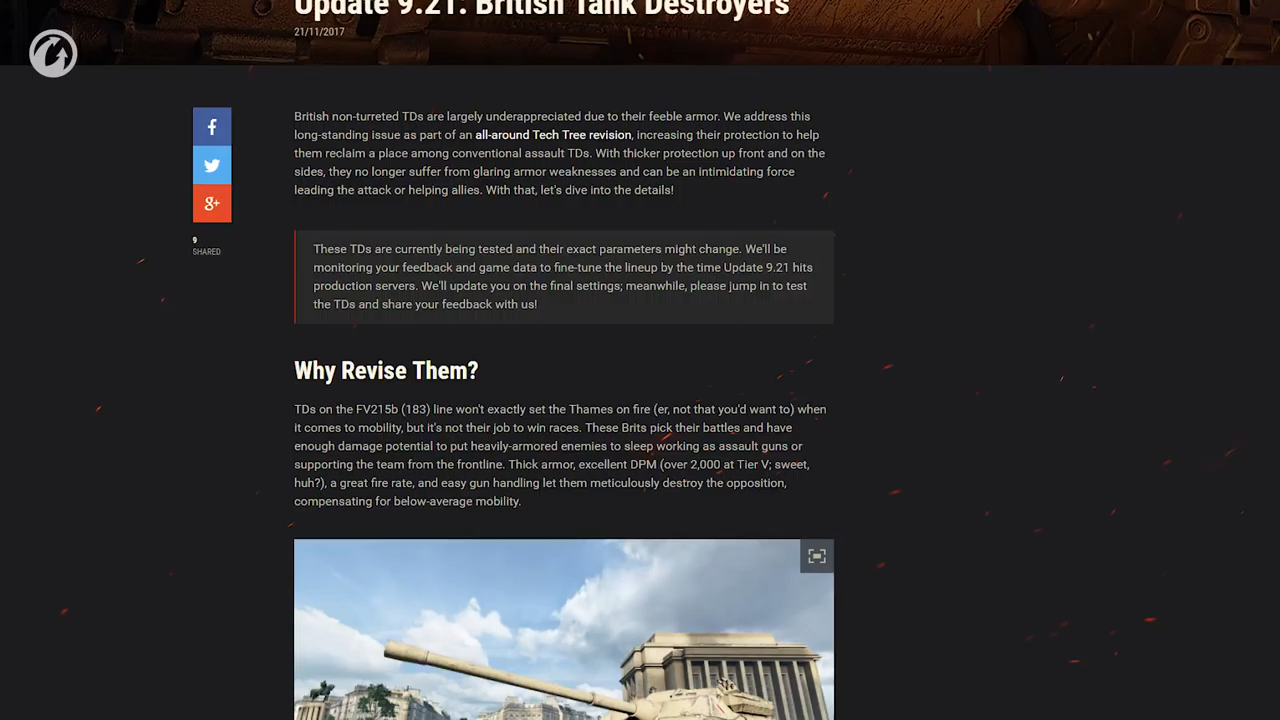 Update 9.21: British Tank Destroyers
21/11/2017
British non-turreted TDs are largely underappreciated due to their feeble armor. We address this
long-standing issue as part of an all-around Tech Tree revision, increasing their protection to help
them reclaim a place among conventional assault TDs. With thicker protection up front and on the
sides, they no longer suffer from glaring armor weaknesses and can be an intimidating force
leading the attack or helping allies. With that, let's dive into the details!
f
g+
9
SHARED
These TDs are currently being tested and their exact parameters might change. We'll be
monitoring your feedback and game data to fine-tune the lineup by the time Update 9.21 hits
production servers. We'll update you on the final settings; meanwhile, please jump in to test
the TDs and share your feedback with us!
Why Revise Them?
TDs on the FV215b (183) line won't exactly set the Thames on fire (er, not that you'd want to) when
it comes to mobility, but it's not their job to win races. These Brits pick their battles and have
enough damage potential to put heavily-armored enemies to sleep working as assault guns or
supporting the team from the frontline. Thick armor, excellent DPM (over 2,000 at Tier V; sweet,
huh?), a great fire rate, and easy gun handling let them meticulously destroy the opposition,
compensating for below-average mobility.